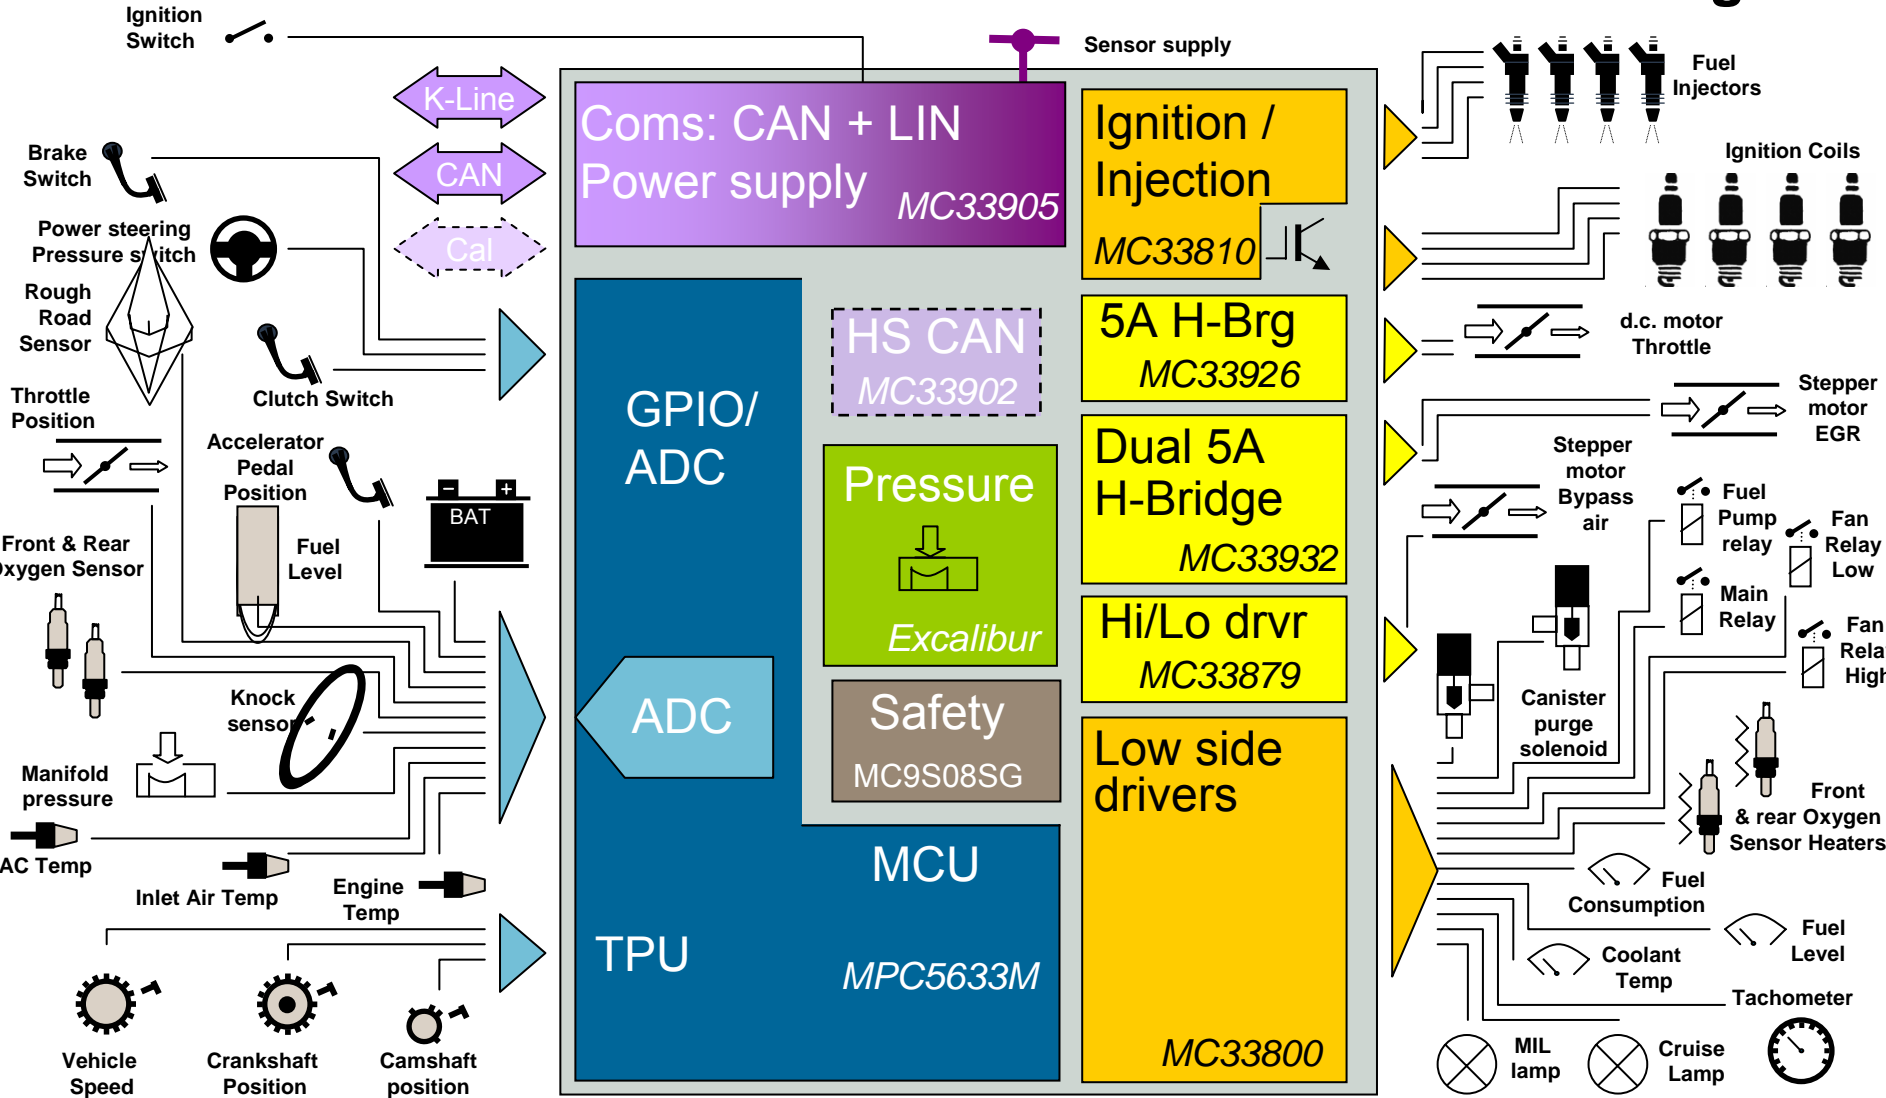 Ignition
Switch
Sensor supply
K-Line
CAN
Cal
Brake
Switch
Power steering
Pressure switch
Rough
Road
Sensor
Clutch Switch
Throttle
Position
Accelerator
Pedal
Position
BAT
Front & Rear
Oxygen Sensor
Fuel
Level
Knock
sensor
Manifold
pressure
AC Temp
Inlet Air Temp
Engine
Temp
Vehicle
Speed
Crankshaft
Position
Camshaft
position
Coms: CAN + LIN
Power supply
MC33905
GPIO/
ADC
ADC
TPU
MCU
MPC5633M
HS CAN
MC33902
Pressure
Excalibur
Safety
MC9S08SG
Ignition /
Injection
MC33810
5A H-Brg
MC33926
Dual 5A
H-Bridge
MC33932
Hi/Lo drvr
MC33879
Low side
drivers
MC33800
Fuel
Injectors
Ignition Coils
d.c. motor
Throttle
Stepper
motor
EGR
Stepper
motor
Bypass
air
Fuel
Pump
relay
Fan
Relay
Low
Main
Relay
Fan
Relay
High
Canister
purge
solenoid
Front
& rear Oxygen
Sensor Heaters
Fuel
Consumption
Fuel
Level
Coolant
Temp
Tachometer
MIL
lamp
Cruise
Lamp